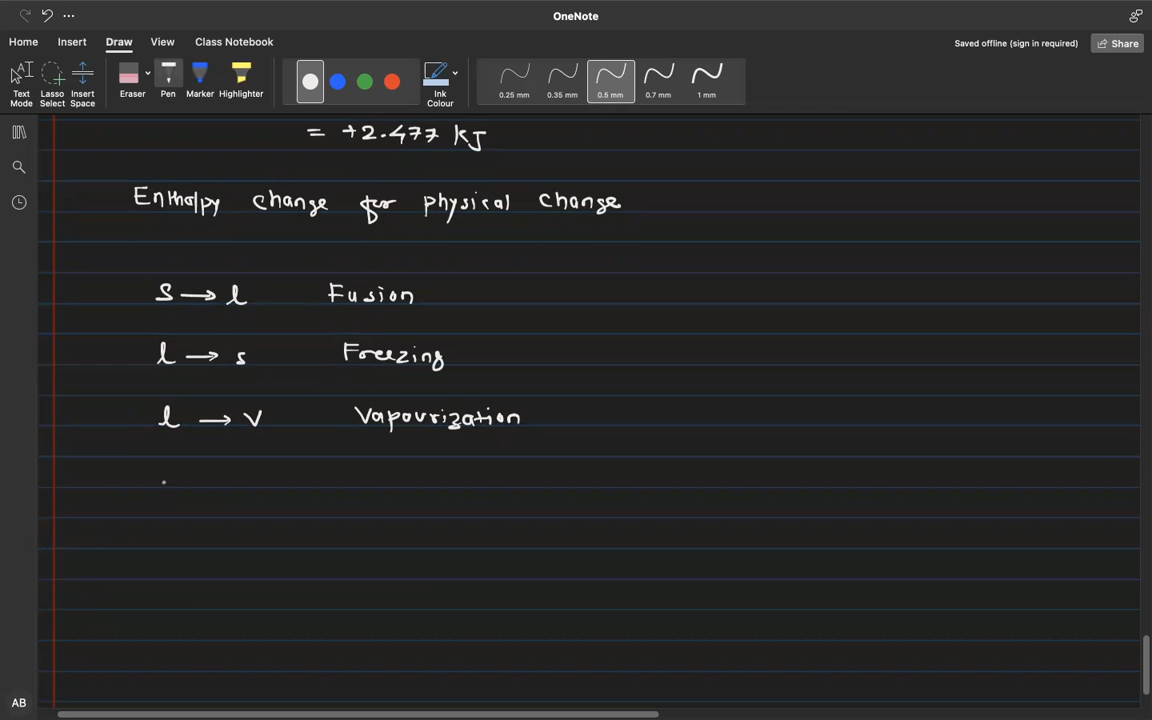 OneNote
Home Insert Draw View Class Notebook
Saved offline (sign in required) Share
Text Mode Lasso Select Insert Space Eraser Pen Marker Highlighter Ink Colour 0.25 mm 0.35 mm 0.5 mm 0.7 mm 1 mm
= +2.477 kJ
Enthalpy change for physical change
S → l Fusion
l → s Freezing
l → v Vapourization
AB